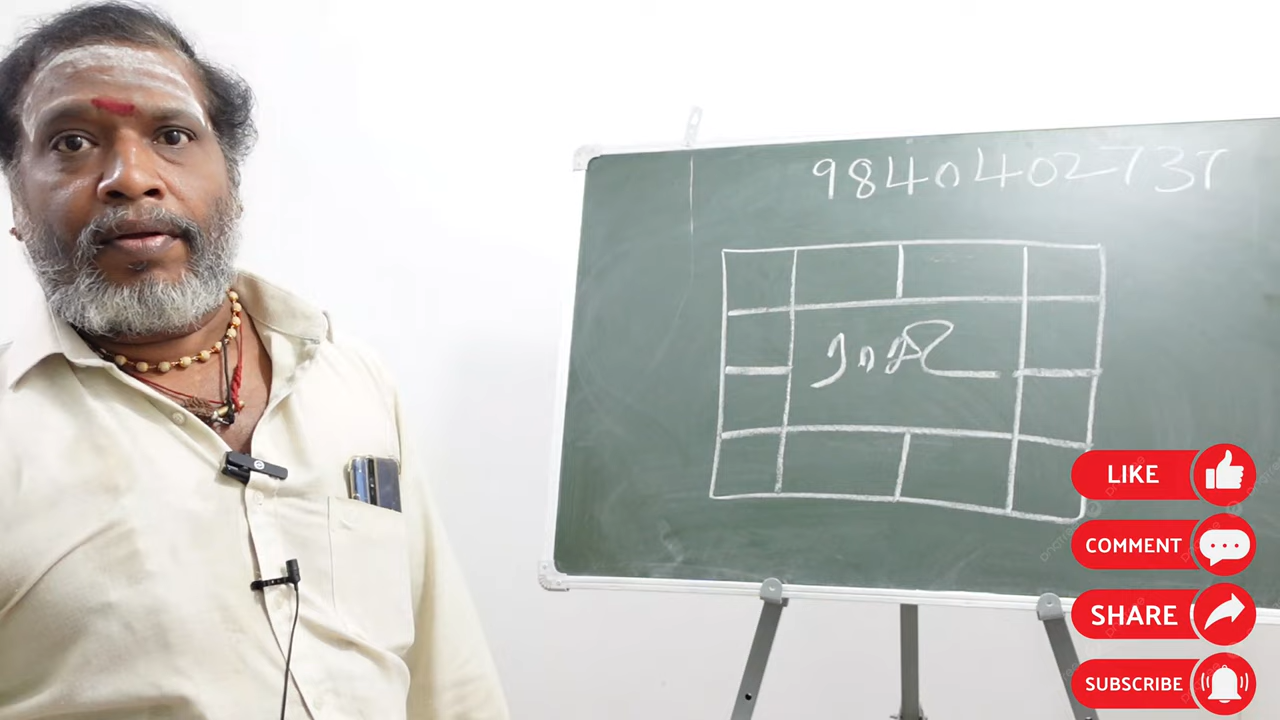 9840402737
ராசி
LIKE
COMMENT
SHARE
SUBSCRIBE